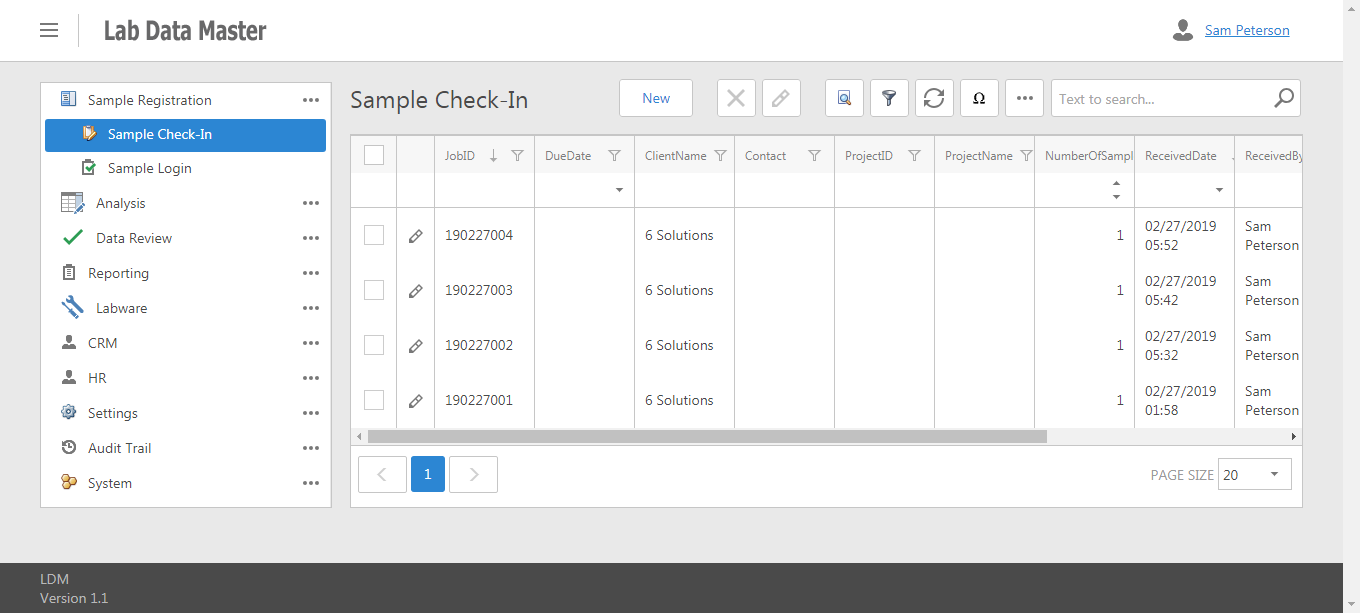 Lab Data Master
Sam Peterson
Sample Registration
Sample Check-In
Sample Login
Analysis
Data Review
Reporting
Labware
CRM
HR
Settings
Audit Trail
System
Sample Check-In
New
Ω
Text to search...
JobID DueDate ClientName Contact ProjectID ProjectName NumberOfSampl ReceivedDate ReceivedBy
190227004 6 Solutions 1 02/27/2019 05:52 Sam Peterson
190227003 6 Solutions 1 02/27/2019 05:42 Sam Peterson
190227002 6 Solutions 1 02/27/2019 05:32 Sam Peterson
190227001 6 Solutions 1 02/27/2019 01:58 Sam Peterson
1
PAGE SIZE 20
LDM
Version 1.1